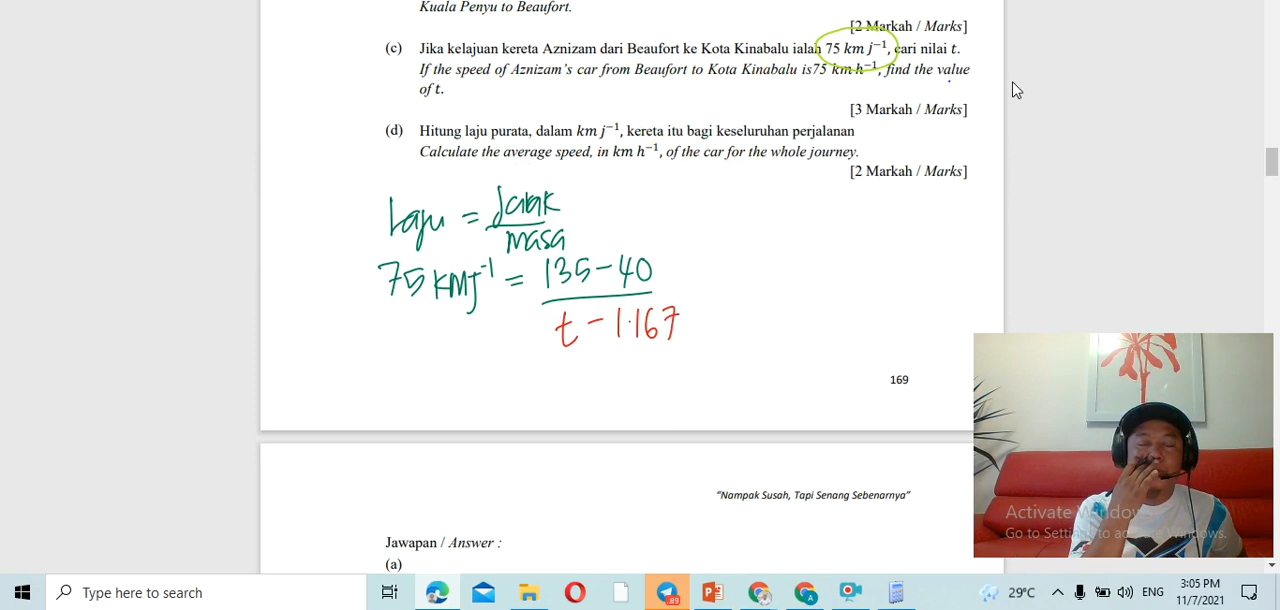 Kuala Penyu to Beaufort.
[2 Markah / Marks]
(c) Jika kelajuan kereta Aznizam dari Beaufort ke Kota Kinabalu ialah 75 km j⁻¹, cari nilai t.
If the speed of Aznizam's car from Beaufort to Kota Kinabalu is75 km h⁻¹, find the value
of t.
[3 Markah / Marks]
(d) Hitung laju purata, dalam km j⁻¹, kereta itu bagi keseluruhan perjalanan
Calculate the average speed, in km h⁻¹, of the car for the whole journey.
[2 Markah / Marks]
Laju = Jarak
masa
75 KMj⁻¹ = 135 - 40
t - 1.167
169
"Nampak Susah, Tapi Senang Sebenarnya"
Jawapan / Answer :
(a)
Activate Windows
Go to Settings to activate Windows.
Type here to search
89
29°C
ENG
3:05 PM
11/7/2021